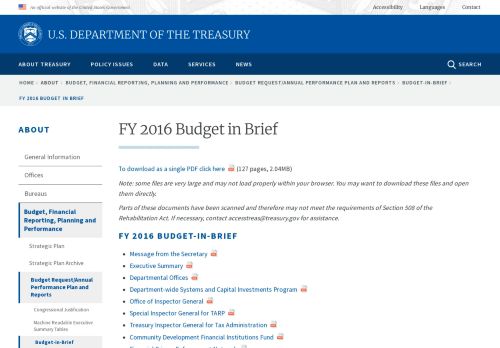 An official website of the United States Government
Accessibility Languages Contact
U.S. DEPARTMENT OF THE TREASURY
ABOUT TREASURY POLICY ISSUES DATA SERVICES NEWS SEARCH
HOME › ABOUT › BUDGET, FINANCIAL REPORTING, PLANNING AND PERFORMANCE › BUDGET REQUEST/ANNUAL PERFORMANCE PLAN AND REPORTS › BUDGET-IN-BRIEF ›
FY 2016 BUDGET IN BRIEF
ABOUT
General Information
Offices
Bureaus
Budget, Financial
Reporting, Planning and
Performance
Strategic Plan
Strategic Plan Archive
Budget Request/Annual
Performance Plan and
Reports
Congressional Justification
Machine Readable Executive
Summary Tables
Budget-in-Brief
FY 2016 Budget in Brief
To download as a single PDF click here (127 pages, 2.04MB)
Note: some files are very large and may not load properly within your browser. You may want to download these files and open
them directly.
Parts of these documents have been scanned and therefore may not meet the requirements of Section 508 of the
Rehabilitation Act. If necessary, contact accesstreas@treasury.gov for assistance.
FY 2016 BUDGET-IN-BRIEF
Message from the Secretary
Executive Summary
Departmental Offices
Department-wide Systems and Capital Investments Program
Office of Inspector General
Special Inspector General for TARP
Treasury Inspector General for Tax Administration
Community Development Financial Institutions Fund